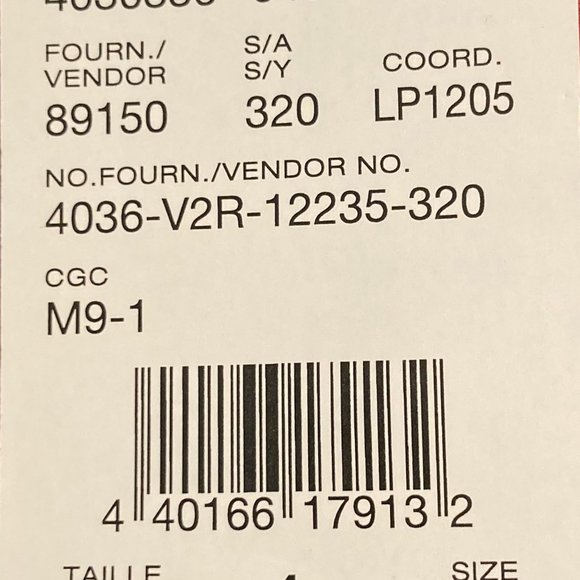 FOURN./ S/A
VENDOR S/Y COORD.
89150 320 LP1205
NO.FOURN./VENDOR NO.
4036-V2R-12235-320
CGC
M9-1
4 40166 17913 2
TAILLE SIZE